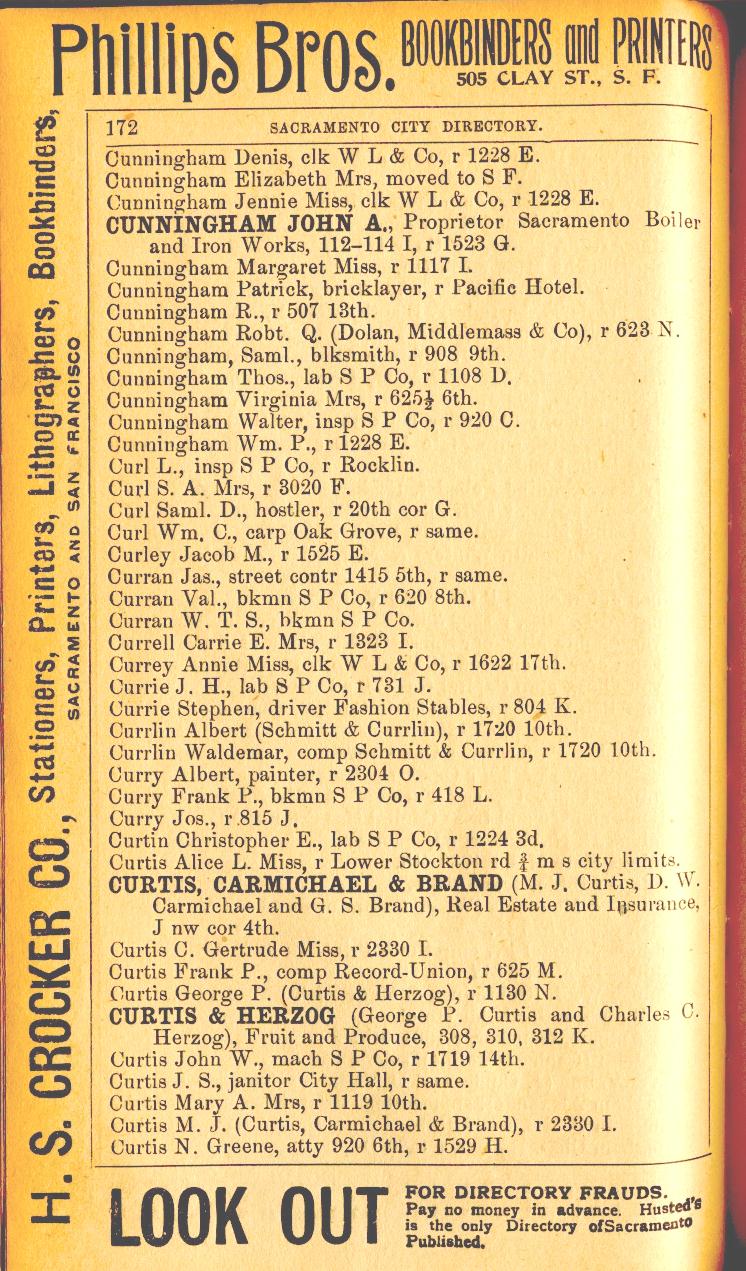 Phillips Bros. BOOKBINDERS and PRINTERS
505 CLAY ST., S. F.
H. S. CROCKER CO., Stationers, Printers, Lithographers, Bookbinders,
SACRAMENTO AND SAN FRANCISCO
172 SACRAMENTO CITY DIRECTORY.
Cunningham Denis, clk W L & Co, r 1228 E.
Cunningham Elizabeth Mrs, moved to S F.
Cunningham Jennie Miss, clk W L & Co, r 1228 E.
CUNNINGHAM JOHN A., Proprietor Sacramento Boiler
and Iron Works, 112–114 I, r 1523 G.
Cunningham Margaret Miss, r 1117 I.
Cunningham Patrick, bricklayer, r Pacific Hotel.
Cunningham R., r 507 13th.
Cunningham Robt. Q. (Dolan, Middlemass & Co), r 623 N.
Cunningham, Saml., blksmith, r 908 9th.
Cunningham Thos., lab S P Co, r 1108 D.
Cunningham Virginia Mrs, r 625½ 6th.
Cunningham Walter, insp S P Co, r 920 C.
Cunningham Wm. P., r 1228 E.
Curl L., insp S P Co, r Rocklin.
Curl S. A. Mrs, r 3020 F.
Curl Saml. D., hostler, r 20th cor G.
Curl Wm. C., carp Oak Grove, r same.
Curley Jacob M., r 1525 E.
Curran Jas., street contr 1415 5th, r same.
Curran Val., bkmn S P Co, r 620 8th.
Curran W. T. S., bkmn S P Co.
Currell Carrie E. Mrs, r 1323 I.
Currey Annie Miss, clk W L & Co, r 1622 17th.
Currie J. H., lab S P Co, r 731 J.
Currie Stephen, driver Fashion Stables, r 804 K.
Currlin Albert (Schmitt & Currlin), r 1720 10th.
Currlin Waldemar, comp Schmitt & Currlin, r 1720 10th.
Curry Albert, painter, r 2304 O.
Curry Frank P., bkmn S P Co, r 418 L.
Curry Jos., r 815 J.
Curtin Christopher E., lab S P Co, r 1224 3d.
Curtis Alice L. Miss, r Lower Stockton rd ¾ m s city limits.
CURTIS, CARMICHAEL & BRAND (M. J. Curtis, D. W.
Carmichael and G. S. Brand), Real Estate and Insurance,
J nw cor 4th.
Curtis C. Gertrude Miss, r 2330 I.
Curtis Frank P., comp Record-Union, r 625 M.
Curtis George P. (Curtis & Herzog), r 1130 N.
CURTIS & HERZOG (George P. Curtis and Charles C.
Herzog), Fruit and Produce, 308, 310, 312 K.
Curtis John W., mach S P Co, r 1719 14th.
Curtis J. S., janitor City Hall, r same.
Curtis Mary A. Mrs, r 1119 10th.
Curtis M. J. (Curtis, Carmichael & Brand), r 2330 I.
Curtis N. Greene, atty 920 6th, r 1529 H.
LOOK OUT
FOR DIRECTORY FRAUDS.
Pay no money in advance. Husted's
is the only Directory of Sacramento
Published.